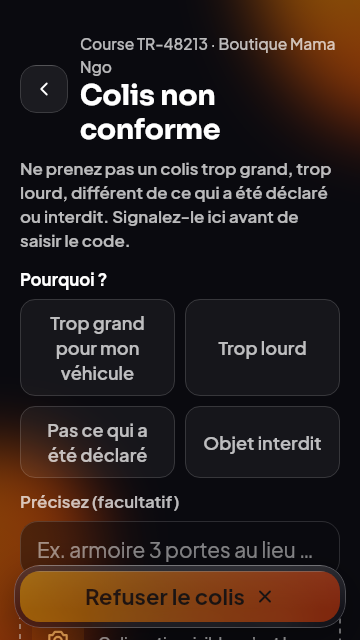 Course TR-48213 · Boutique Mama
Ngo
Colis non
conforme
Ne prenez pas un colis trop grand, trop
lourd, différent de ce qui a été déclaré
ou interdit. Signalez-le ici avant de
saisir le code.
Pourquoi ?
Trop grand
pour mon
véhicule
Trop lourd
Pas ce qui a
été déclaré
Objet interdit
Précisez (facultatif)
Ex. armoire 3 portes au lieu ...
Refuser le colis ×